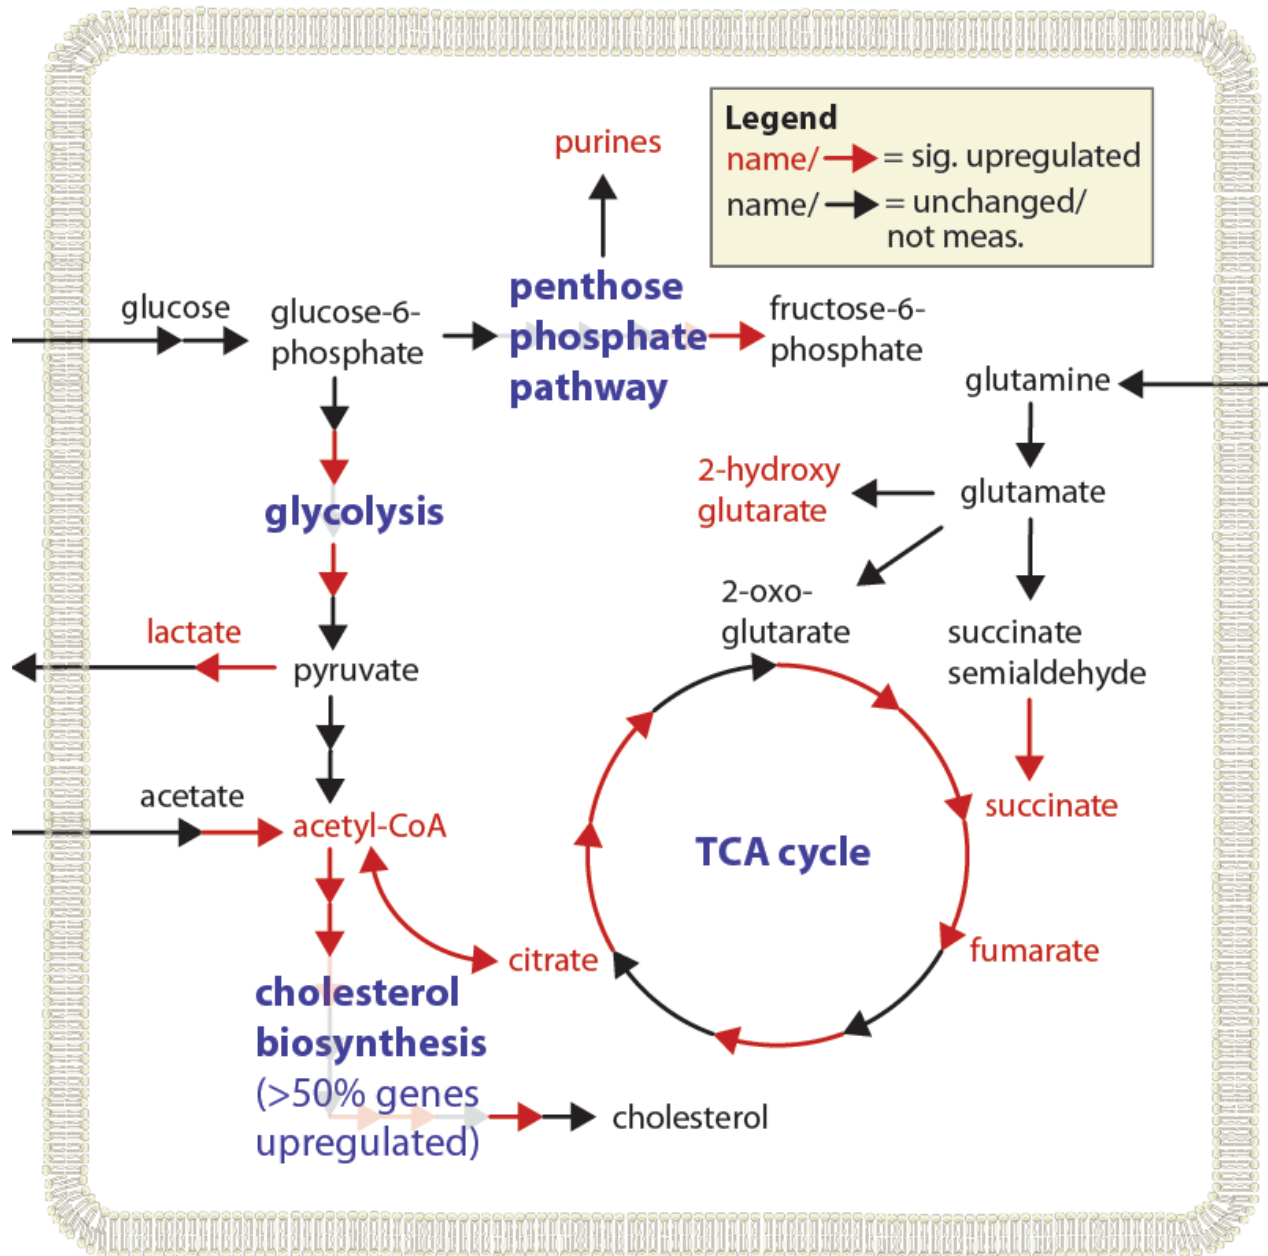 Legend
name/ = sig. upregulated
name/ = unchanged/
not meas.
purines
penthose
phosphate
pathway
glucose
glucose-6-
phosphate
fructose-6-
phosphate
glutamine
2-hydroxy
glutarate
glutamate
glycolysis
2-oxo-
glutarate
succinate
semialdehyde
lactate
pyruvate
acetate
acetyl-CoA
succinate
TCA cycle
citrate
fumarate
cholesterol
biosynthesis
(>50% genes
upregulated)
cholesterol